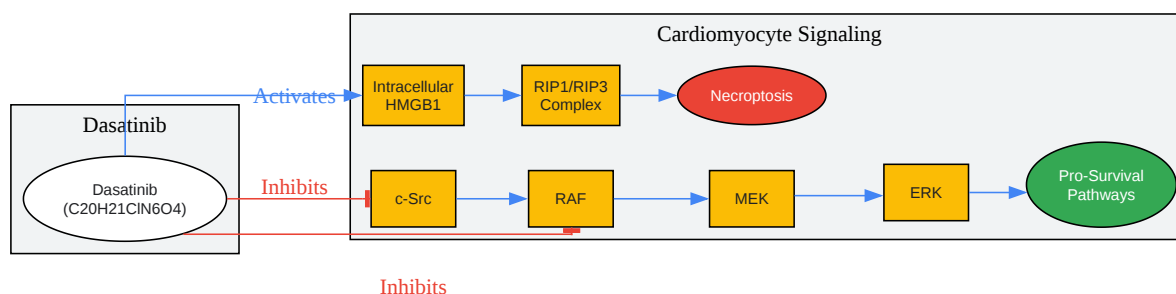 Cardiomyocyte Signaling
Intracellular
HMGB1
RIP1/RIP3
Complex
Necroptosis
Activates
Dasatinib
Dasatinib
(C20H21ClN6O4)
Inhibits
c-Src
RAF
MEK
ERK
Pro-Survival
Pathways
Inhibits